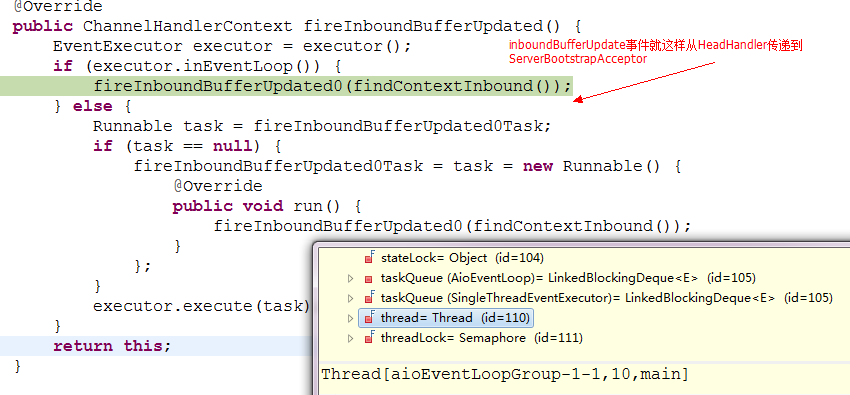 @Override
public ChannelHandlerContext fireInboundBufferUpdated() {
EventExecutor executor = executor();
if (executor.inEventLoop()) {
fireInboundBufferUpdated0(findContextInbound());
} else {
Runnable task = fireInboundBufferUpdated0Task;
if (task == null) {
fireInboundBufferUpdated0Task = task = new Runnable() {
@Override
public void run() {
fireInboundBufferUpdated0(findContextInbound());
}
};
}
executor.execute(task)
}
return this;
}
inboundBufferUpdate事件就这样从HeadHandler传递到
ServerBootstrapAcceptor
stateLock= Object (id=104)
taskQueue (AioEventLoop)= LinkedBlockingDeque<E> (id=105)
taskQueue (SingleThreadEventExecutor)= LinkedBlockingDeque<E> (id=105)
thread= Thread (id=110)
threadLock= Semaphore (id=111)
Thread[aioEventLoopGroup-1-1,10,main]